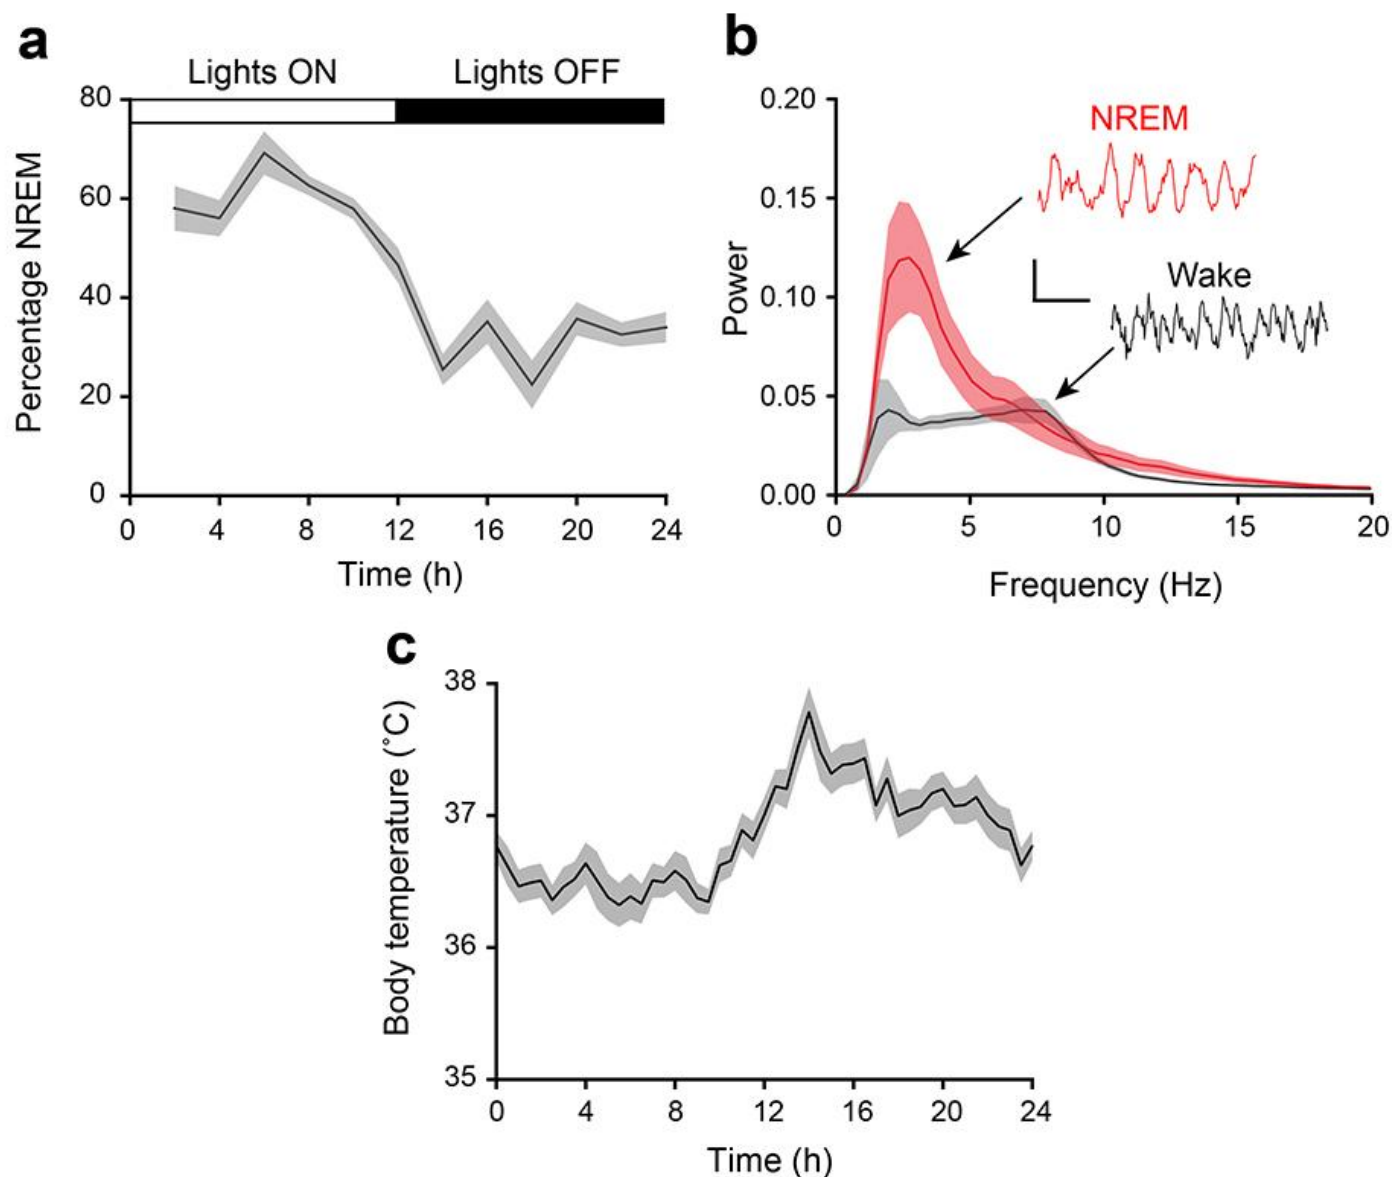 a
Lights ON Lights OFF
80
60
40
20
0
Percentage NREM
0 4 8 12 16 20 24
Time (h)
b
0.20
0.15
0.10
0.05
0.00
Power
NREM
Wake
0 5 10 15 20
Frequency (Hz)
c
38
37
36
35
Body temperature (˚C)
0 4 8 12 16 20 24
Time (h)